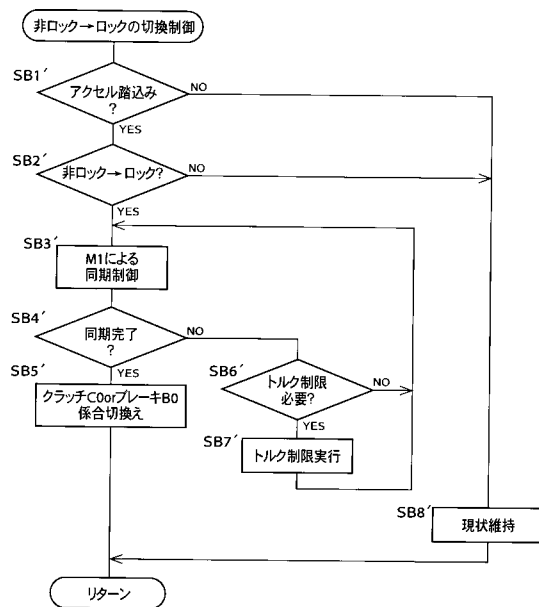 非ロック→ロックの切換制御
SB1′
アクセル踏込み
?
NO
YES
SB2′
非ロック→ロック?
NO
YES
SB3′
M1による
同期制御
SB4′
同期完了
?
NO
YES
SB5′
クラッチC0orブレーキB0
係合切換え
SB6′
トルク制限
必要?
NO
YES
SB7′
トルク制限実行
SB8′
現状維持
リターン